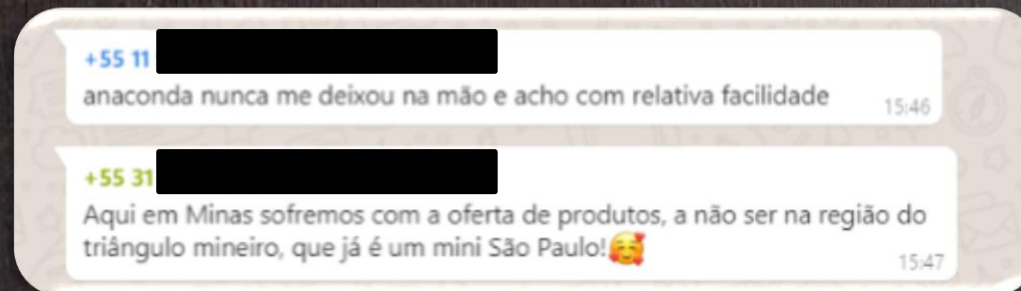 +55 11
anaconda nunca me deixou na mão e acho com relativa facilidade
15:46
+55 31
Aqui em Minas sofremos com a oferta de produtos, a não ser na região do
triângulo mineiro, que já é um mini São Paulo!🥰
15:47